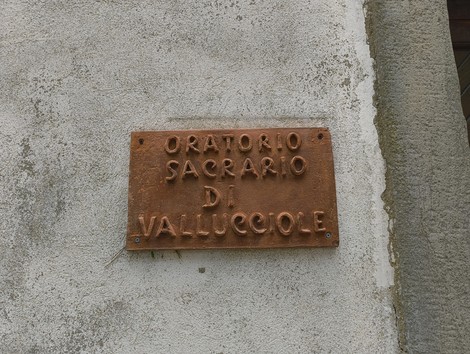 ORATORIO
SACRARIO
DI
VALLUCCIOLE